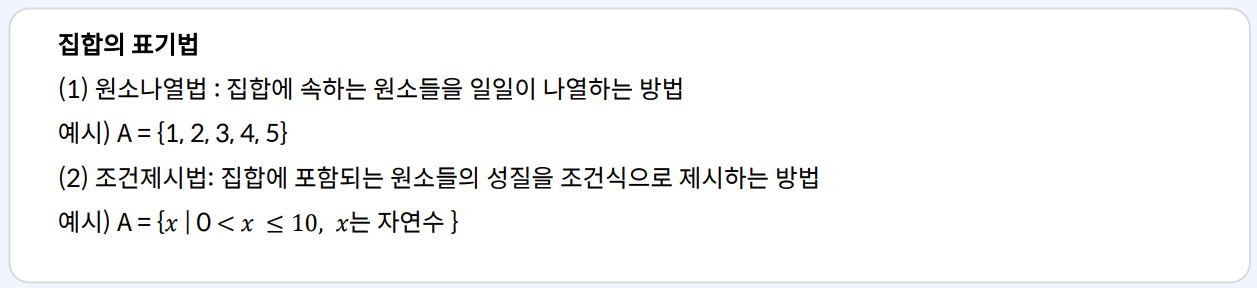 집합의 표기법
(1) 원소나열법 : 집합에 속하는 원소들을 일일이 나열하는 방법
예시) A = {1, 2, 3, 4, 5}
(2) 조건제시법: 집합에 포함되는 원소들의 성질을 조건식으로 제시하는 방법
예시) A = {𝑥 | 0 < 𝑥 ≤ 10, 𝑥는 자연수 }